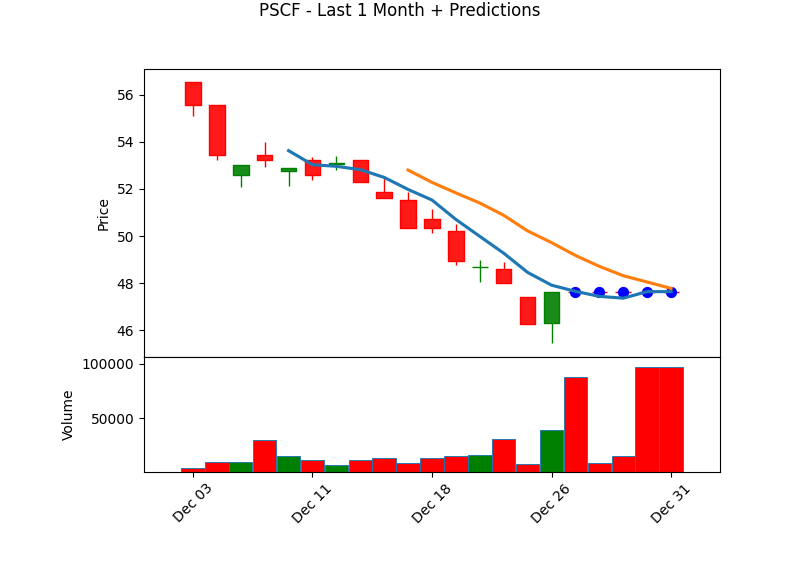 PSCF - Last 1 Month + Predictions
56
54
52
50
48
46
Price
100000
50000
Volume
Dec 03
Dec 11
Dec 18
Dec 26
Dec 31